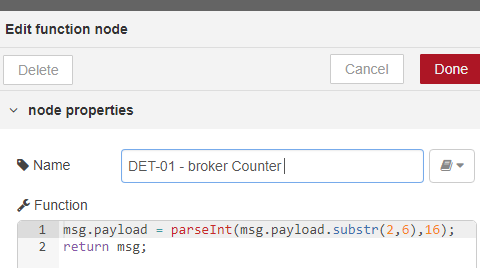 Edit function node
Delete
Cancel
Done
node properties
Name
DET-01 - broker Counter
Function
1 msg.payload = parseInt(msg.payload.substr(2,6),16);
2 return msg;